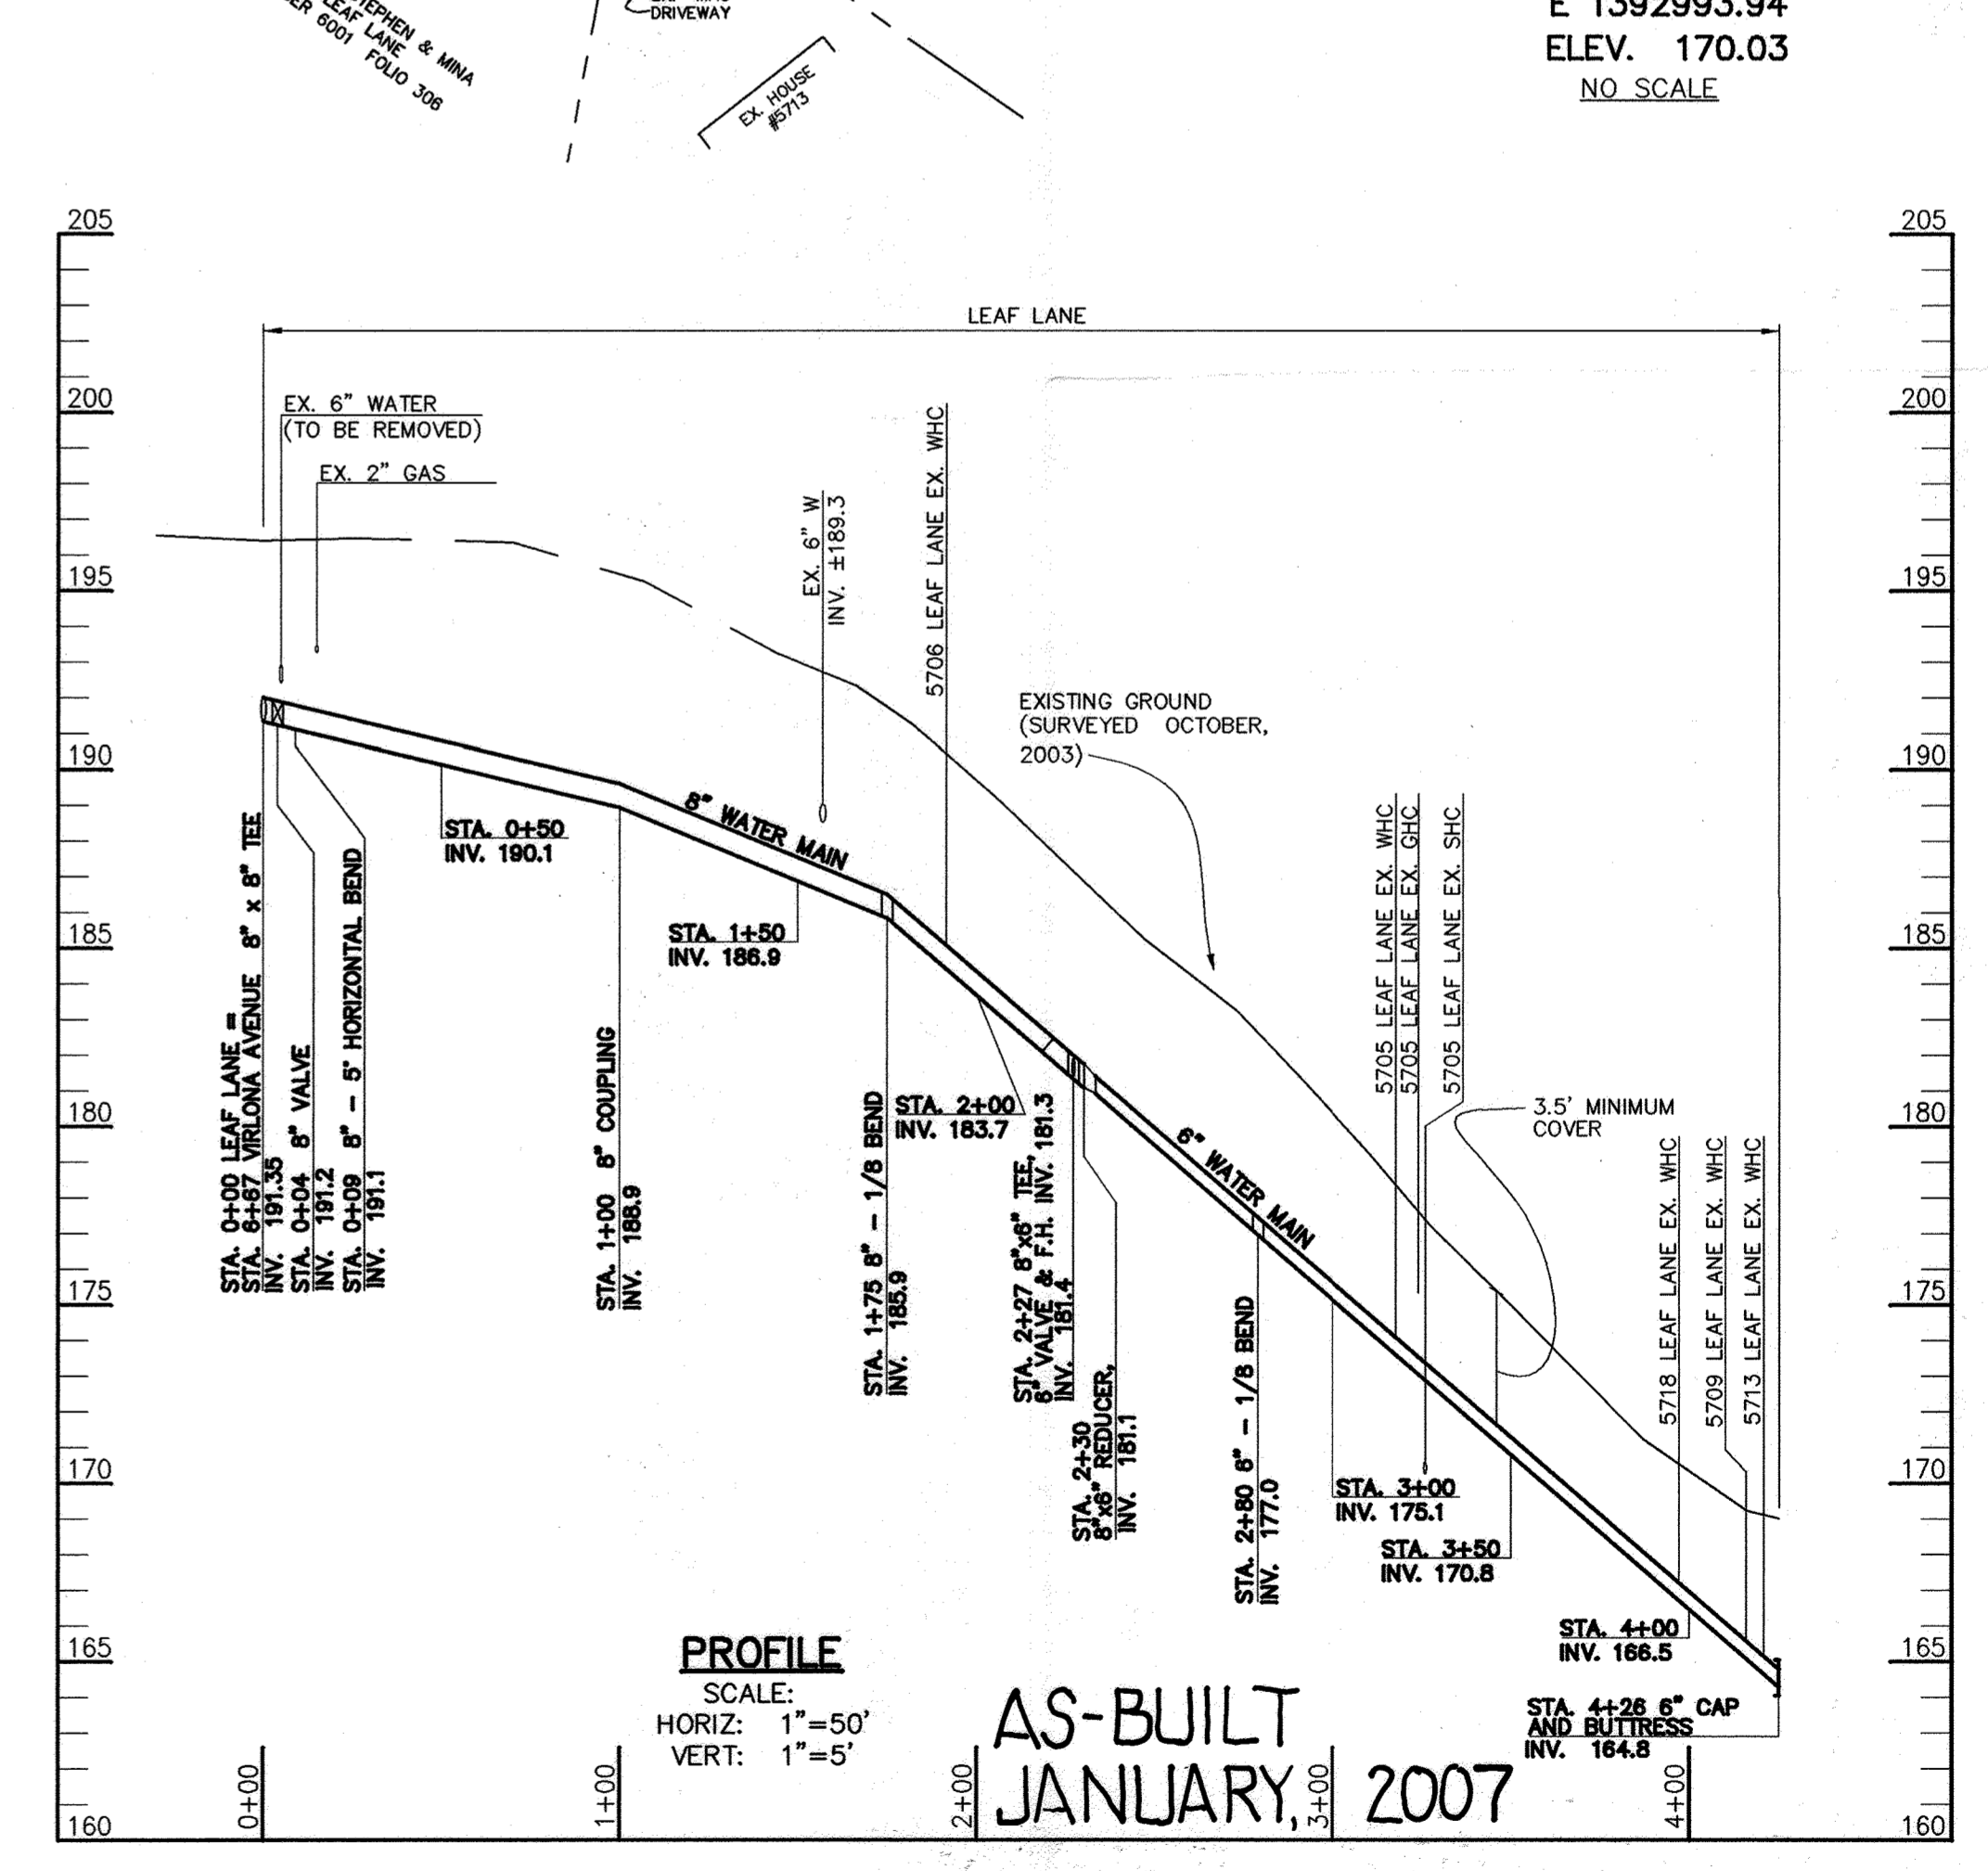 STEPHEN & MINA
LEAF LANE
6001 FOLIO 306
DRIVEWAY
EX. HOUSE
#5713
E 1392993.94
ELEV. 170.03
NO SCALE
205
205
LEAF LANE
200
200
EX. 6" WATER
(TO BE REMOVED)
EX. 2" GAS
EX. 6" W
INV. ±189.3
5706 LEAF LANE EX. WHC
195
195
EXISTING GROUND
(SURVEYED OCTOBER,
2003)
190
190
8" WATER MAIN
STA. 0+50
INV. 190.1
STA. 1+50
INV. 186.9
185
185
STA. 0+00 LEAF LANE =
STA. 6+67 VIRLONA AVENUE 8" x 8" TEE
INV. 191.35
STA. 0+04 8" VALVE
INV. 191.2
STA. 0+09 8" - 5' HORIZONTAL BEND
INV. 191.1
STA. 1+00 8" COUPLING
INV. 188.9
STA. 1+75 8" - 1/8 BEND
INV. 185.9
STA. 2+00
INV. 183.7
STA. 2+27 8"x6" TEE,
6" VALVE & F.H. INV. 181.3
INV. 181.4
STA. 2+30
8"x6" REDUCER,
INV. 181.1
6" WATER MAIN
STA. 2+80 6" - 1/8 BEND
INV. 177.0
5705 LEAF LANE EX. WHC
5705 LEAF LANE EX. GHC
5705 LEAF LANE EX. SHC
180
180
3.5' MINIMUM
COVER
5718 LEAF LANE EX. WHC
5709 LEAF LANE EX. WHC
5713 LEAF LANE EX. WHC
175
175
170
170
STA. 3+00
INV. 175.1
STA. 3+50
INV. 170.8
165
165
STA. 4+00
INV. 166.5
STA. 4+26 6" CAP
AND BUTTRESS
INV. 164.8
PROFILE
SCALE:
HORIZ: 1"=50'
VERT: 1"=5'
AS-BUILT
JANUARY, 2007
160
160
0+00
1+00
2+00
3+00
4+00